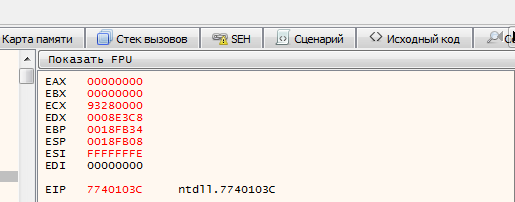 Карта памяти Стек вызовов SEH Сценарий Исходный код
Показать FPU
EAX 00000000
EBX 00000000
ECX 93280000
EDX 0008E3C8
EBP 0018FB34
ESP 0018FB08
ESI FFFFFFFE
EDI 00000000
EIP 7740103C ntdll.7740103C